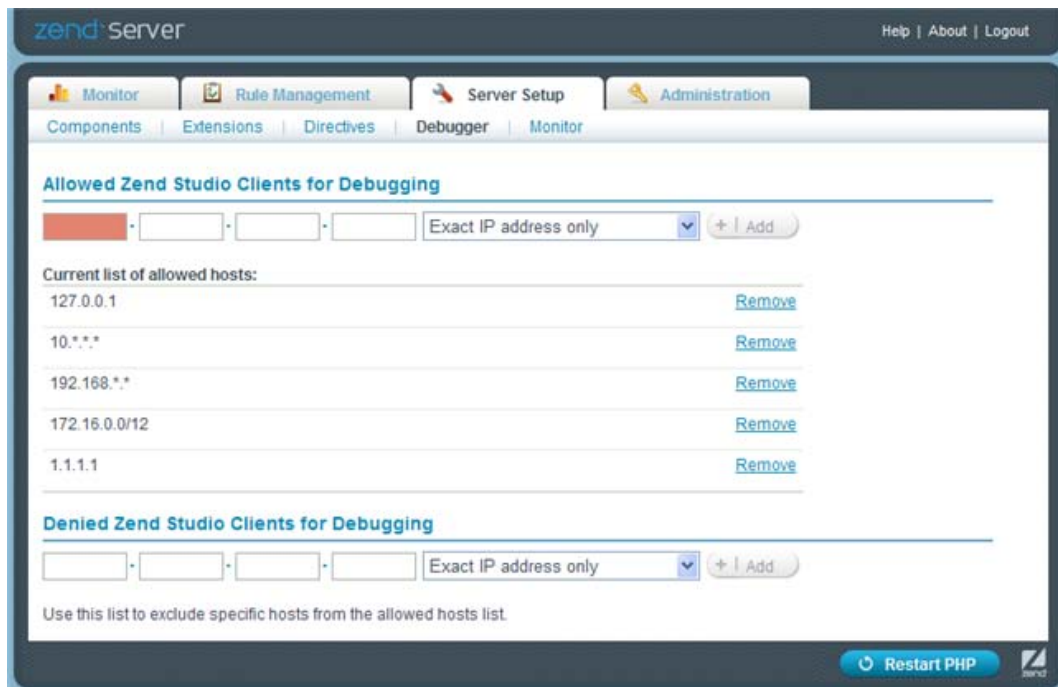 zend server
Help | About | Logout
Monitor Rule Management Server Setup Administration
Components | Extensions | Directives | Debugger | Monitor
Allowed Zend Studio Clients for Debugging
Exact IP address only + | Add
Current list of allowed hosts:
127.0.0.1 Remove
10.*.*.* Remove
192.168.*.* Remove
172.16.0.0/12 Remove
1.1.1.1 Remove
Denied Zend Studio Clients for Debugging
Exact IP address only + | Add
Use this list to exclude specific hosts from the allowed hosts list.
Restart PHP zend